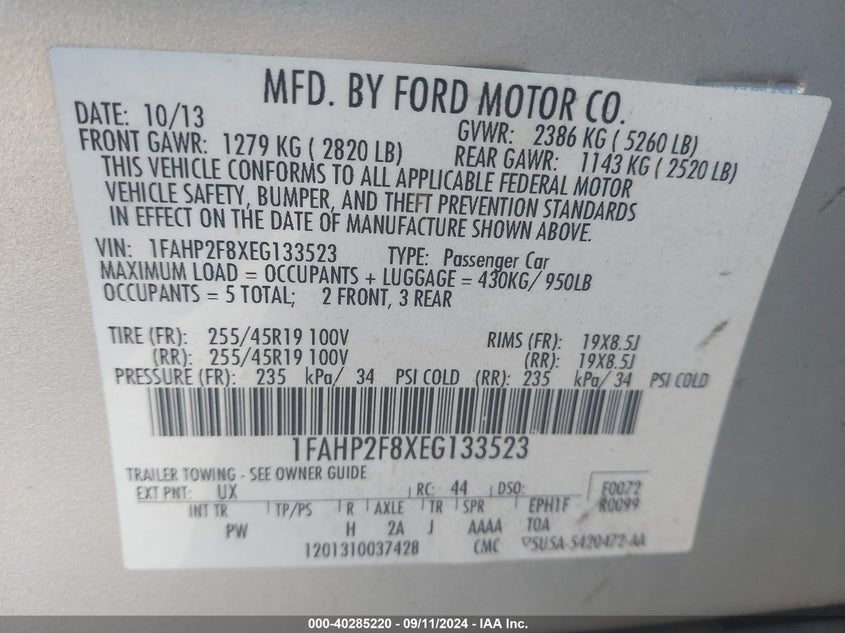 MFD. BY FORD MOTOR CO.
DATE: 10/13 GVWR: 2386 KG ( 5260 LB)
FRONT GAWR: 1279 KG ( 2820 LB) REAR GAWR: 1143 KG ( 2520 LB)
THIS VEHICLE CONFORMS TO ALL APPLICABLE FEDERAL MOTOR
VEHICLE SAFETY, BUMPER, AND THEFT PREVENTION STANDARDS
IN EFFECT ON THE DATE OF MANUFACTURE SHOWN ABOVE.
VIN: 1FAHP2F8XEG133523 TYPE: Passenger Car
MAXIMUM LOAD = OCCUPANTS + LUGGAGE = 430KG/ 950LB
OCCUPANTS = 5 TOTAL; 2 FRONT, 3 REAR
TIRE (FR): 255/45R19 100V RIMS (FR): 19X8.5J
(RR): 255/45R19 100V (RR): 19X8.5J
PRESSURE (FR): 235 kPa/ 34 PSI COLD (RR): 235 kPa/ 34 PSI COLD
1FAHP2F8XEG133523
TRAILER TOWING - SEE OWNER GUIDE
EXT PNT: UX RC: 44 DSO: F0072
INT TR TP/PS R AXLE TR SPR EPH1F R0099
PW H 2A J AAAA T0A
1201310037428 CMC 5U5A-5420472-AA
000-40285220 - 09/11/2024 - IAA Inc.